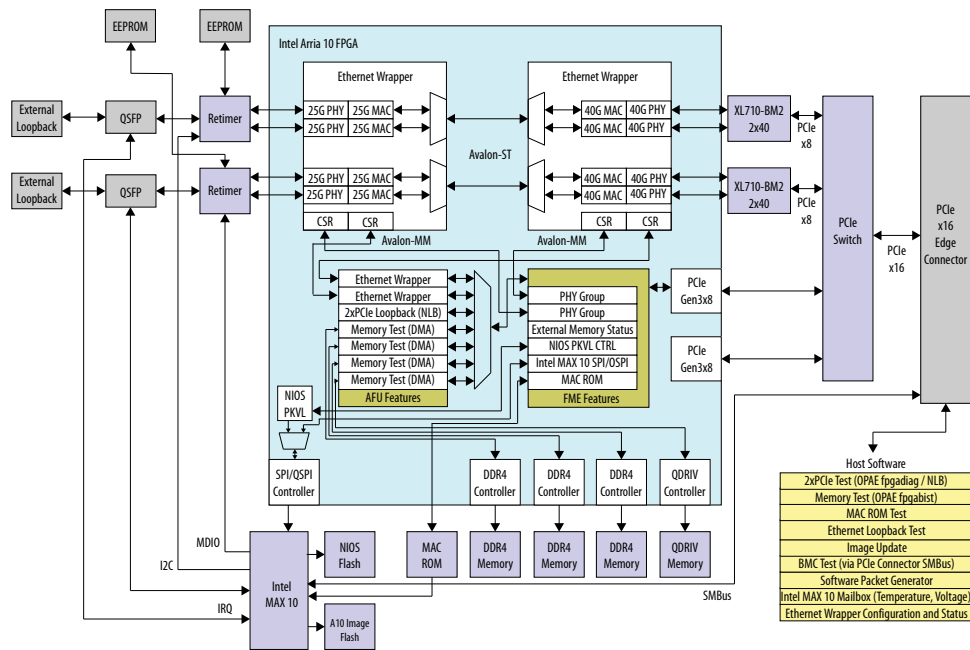 EEPROM
EEPROM
Intel Arria 10 FPGA
Ethernet Wrapper
Ethernet Wrapper
External
Loopback
QSFP
Retimer
25G PHY 25G MAC
25G PHY 25G MAC
40G MAC 40G PHY
40G MAC 40G PHY
XL710-BM2
2x40
PCIe
x8
Avalon-ST
External
Loopback
QSFP
Retimer
25G PHY 25G MAC
25G PHY 25G MAC
40G MAC 40G PHY
40G MAC 40G PHY
XL710-BM2
2x40
PCIe
x8
CSR CSR
Avalon-MM
CSR CSR
Avalon-MM
PCIe
Switch
PCIe
x16
PCIe
x16
Edge
Connector
Ethernet Wrapper
Ethernet Wrapper
2xPCIe Loopback (NLB)
Memory Test (DMA)
Memory Test (DMA)
Memory Test (DMA)
Memory Test (DMA)
AFU Features
PHY Group
PHY Group
External Memory Status
NIOS PKVL CTRL
Intel MAX 10 SPI/OSPI
MAC ROM
FME Features
PCIe
Gen3x8
PCIe
Gen3x8
NIOS
PKVL
SPI/QSPI
Controller
DDR4
Controller
DDR4
Controller
DDR4
Controller
QDRIV
Controller
MDIO
I2C
IRQ
Intel
MAX 10
NIOS
Flash
A10 Image
Flash
MAC
ROM
DDR4
Memory
DDR4
Memory
DDR4
Memory
QDRIV
Memory
SMBus
Host Software
2xPCIe Test (OPAE fpgadiag / NLB)
Memory Test (OPAE fpgabist)
MAC ROM Test
Ethernet Loopback Test
Image Update
BMC Test (via PCIe Connector SMBus)
Software Packet Generator
Intel MAX 10 Mailbox (Temperature, Voltage)
Ethernet Wrapper Configuration and Status